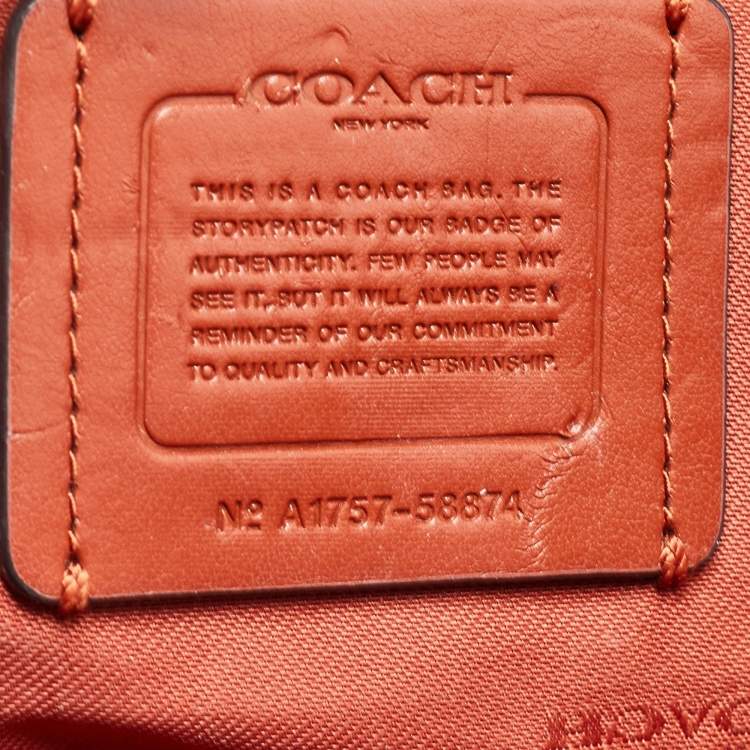 COACH
NEW YORK
THIS IS A COACH BAG. THE
STORYPATCH IS OUR BADGE OF
AUTHENTICITY. FEW PEOPLE MAY
SEE IT, BUT IT WILL ALWAYS BE A
REMINDER OF OUR COMMITMENT
TO QUALITY AND CRAFTSMANSHIP.
Nº A1757-58874
COACH